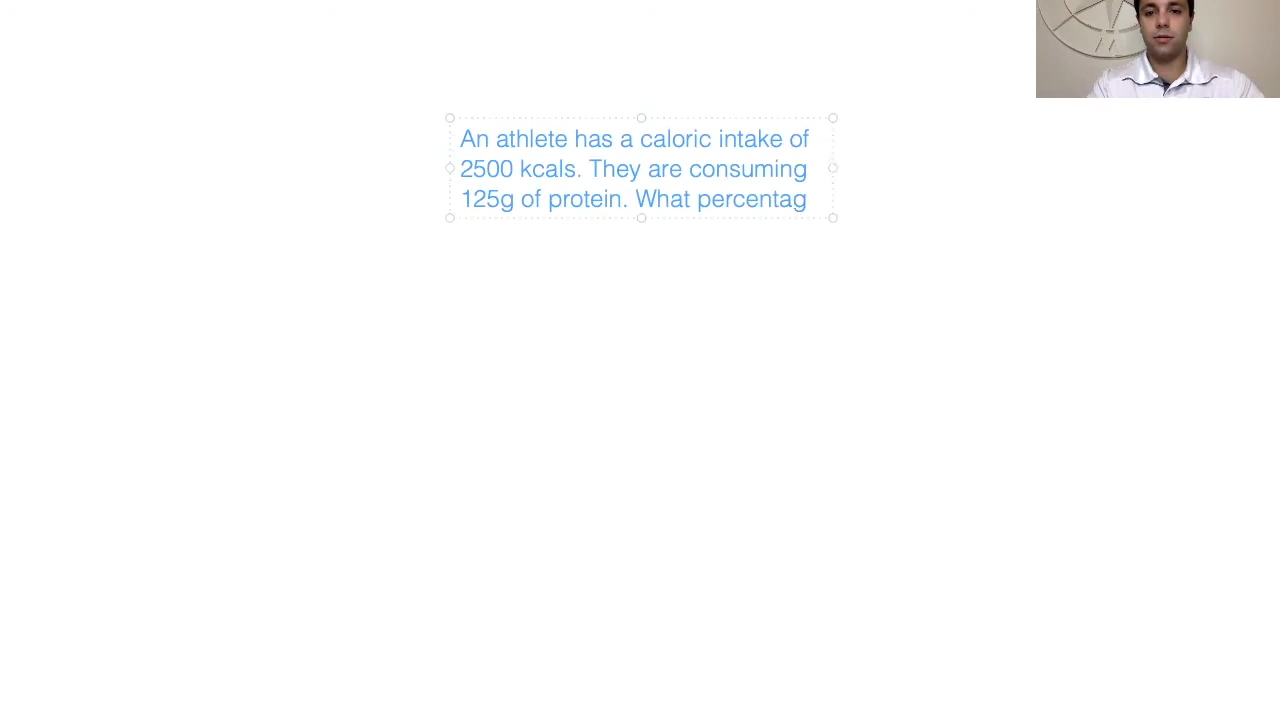 An athlete has a caloric intake of
2500 kcals. They are consuming
125g of protein. What percentag